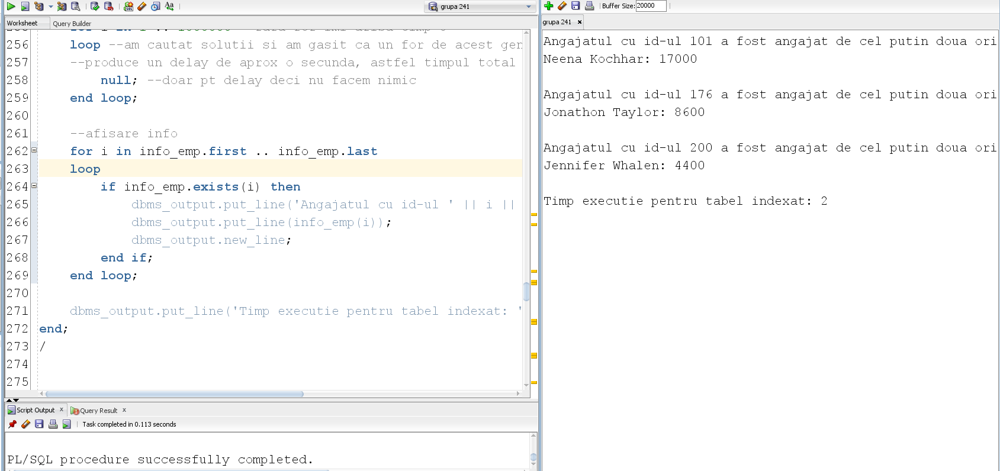 grupa 241
Buffer Size: 20000
Worksheet
Query Builder
grupa 241
256 loop --am cautat solutii si am gasit ca un for de acest gen
257 --produce un delay de aprox o secunda, astfel timpul total
258 null; --doar pt delay deci nu facem nimic
259 end loop;
260
261 --afisare info
262 for i in info_emp.first .. info_emp.last
263 loop
264 if info_emp.exists(i) then
265 dbms_output.put_line('Angajatul cu id-ul ' || i ||
266 dbms_output.put_line(info_emp(i));
267 dbms_output.new_line;
268 end if;
269 end loop;
270
271 dbms_output.put_line('Timp executie pentru tabel indexat: '
272 end;
273 /
274
275
Script Output
Query Result
Task completed in 0.113 seconds
PL/SQL procedure successfully completed.
Angajatul cu id-ul 101 a fost angajat de cel putin doua ori
Neena Kochhar: 17000
Angajatul cu id-ul 176 a fost angajat de cel putin doua ori
Jonathon Taylor: 8600
Angajatul cu id-ul 200 a fost angajat de cel putin doua ori
Jennifer Whalen: 4400
Timp executie pentru tabel indexat: 2